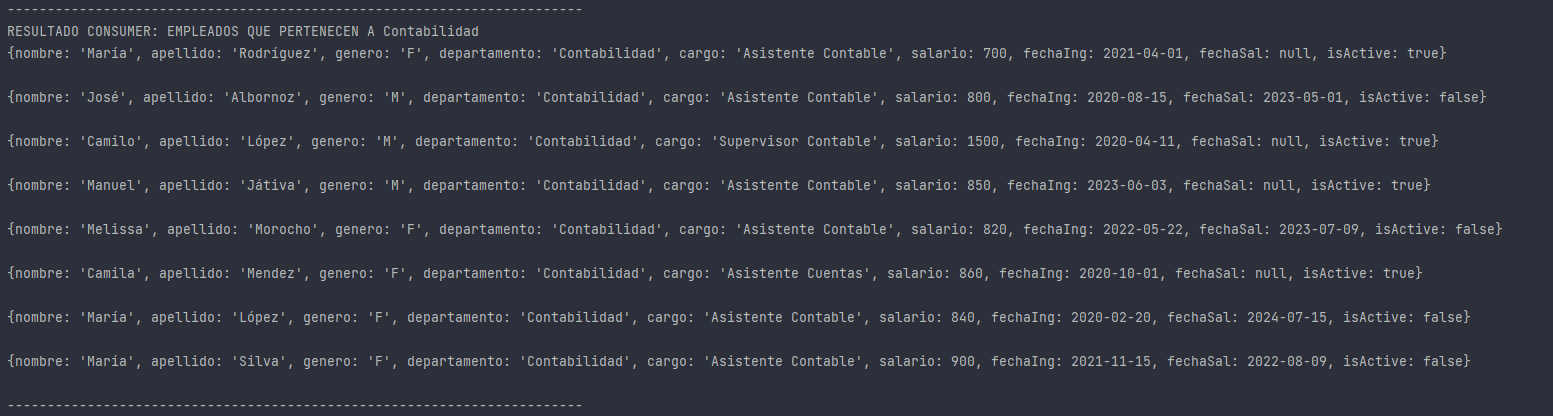 ------------------------------------------------------------------------
RESULTADO CONSUMER: EMPLEADOS QUE PERTENECEN A Contabilidad
{nombre: 'María', apellido: 'Rodríguez', genero: 'F', departamento: 'Contabilidad', cargo: 'Asistente Contable', salario: 700, fechaIng: 2021-04-01, fechaSal: null, isActive: true}
{nombre: 'José', apellido: 'Albornoz', genero: 'M', departamento: 'Contabilidad', cargo: 'Asistente Contable', salario: 800, fechaIng: 2020-08-15, fechaSal: 2023-05-01, isActive: false}
{nombre: 'Camilo', apellido: 'López', genero: 'M', departamento: 'Contabilidad', cargo: 'Supervisor Contable', salario: 1500, fechaIng: 2020-04-11, fechaSal: null, isActive: true}
{nombre: 'Manuel', apellido: 'Játiva', genero: 'M', departamento: 'Contabilidad', cargo: 'Asistente Contable', salario: 850, fechaIng: 2023-06-03, fechaSal: null, isActive: true}
{nombre: 'Melissa', apellido: 'Morocho', genero: 'F', departamento: 'Contabilidad', cargo: 'Asistente Contable', salario: 820, fechaIng: 2022-05-22, fechaSal: 2023-07-09, isActive: false}
{nombre: 'Camila', apellido: 'Mendez', genero: 'F', departamento: 'Contabilidad', cargo: 'Asistente Cuentas', salario: 860, fechaIng: 2020-10-01, fechaSal: null, isActive: true}
{nombre: 'María', apellido: 'López', genero: 'F', departamento: 'Contabilidad', cargo: 'Asistente Contable', salario: 840, fechaIng: 2020-02-20, fechaSal: 2024-07-15, isActive: false}
{nombre: 'María', apellido: 'Silva', genero: 'F', departamento: 'Contabilidad', cargo: 'Asistente Contable', salario: 900, fechaIng: 2021-11-15, fechaSal: 2022-08-09, isActive: false}
------------------------------------------------------------------------